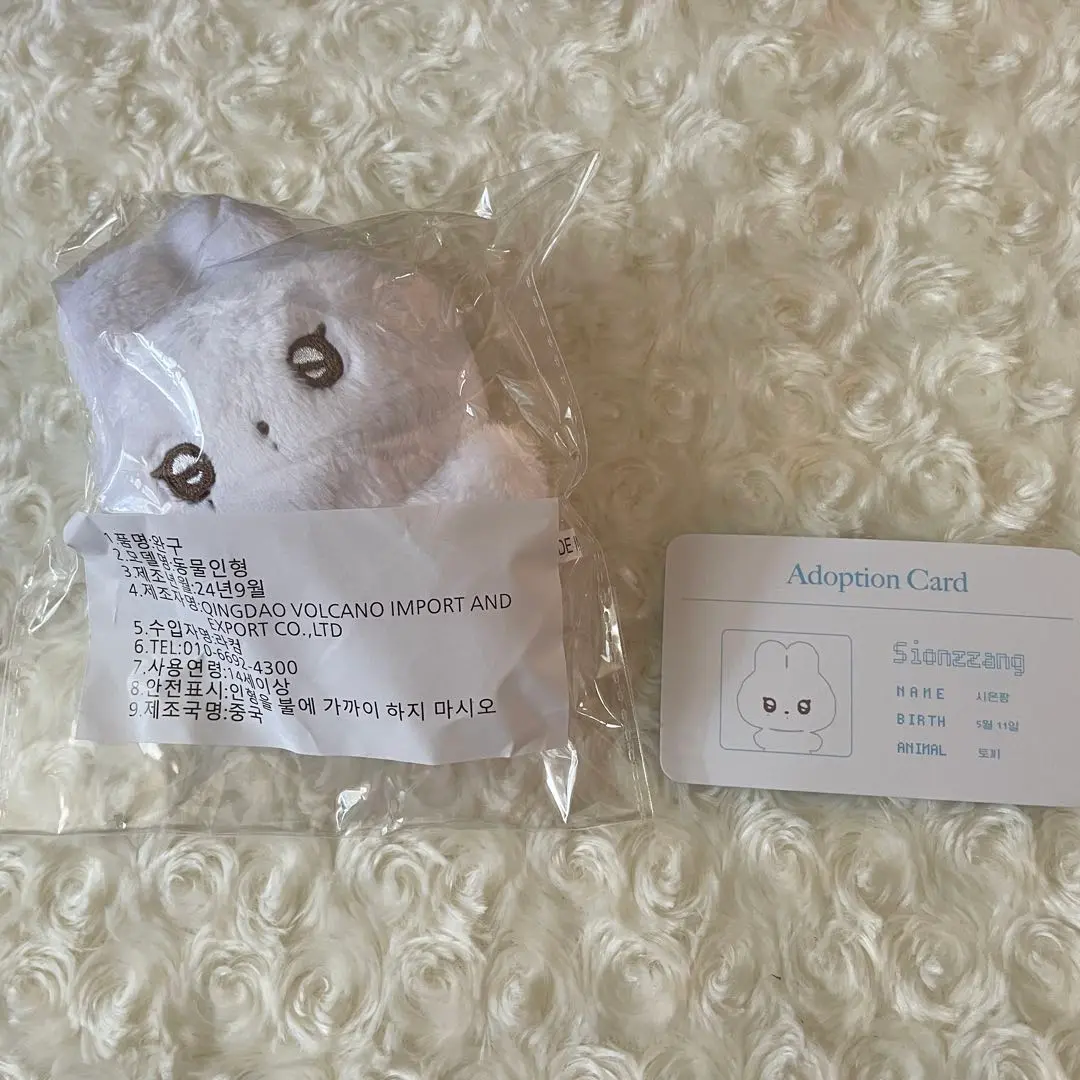 1.품명:완구
2.모델명:동물인형
3.제조년월:24년9월
4.제조자명:QINGDAO VOLCANO IMPORT AND
EXPORT CO.,LTD
5.수입자명:락컴
6.TEL:010-6692-4300
7.사용연령:14세이상
8.안전표시:인형을 불에 가까이 하지 마시오
9.제조국명:중국
Adoption Card
Sionzzang
NAME 시온짱
BIRTH 5월 11일
ANIMAL 토끼